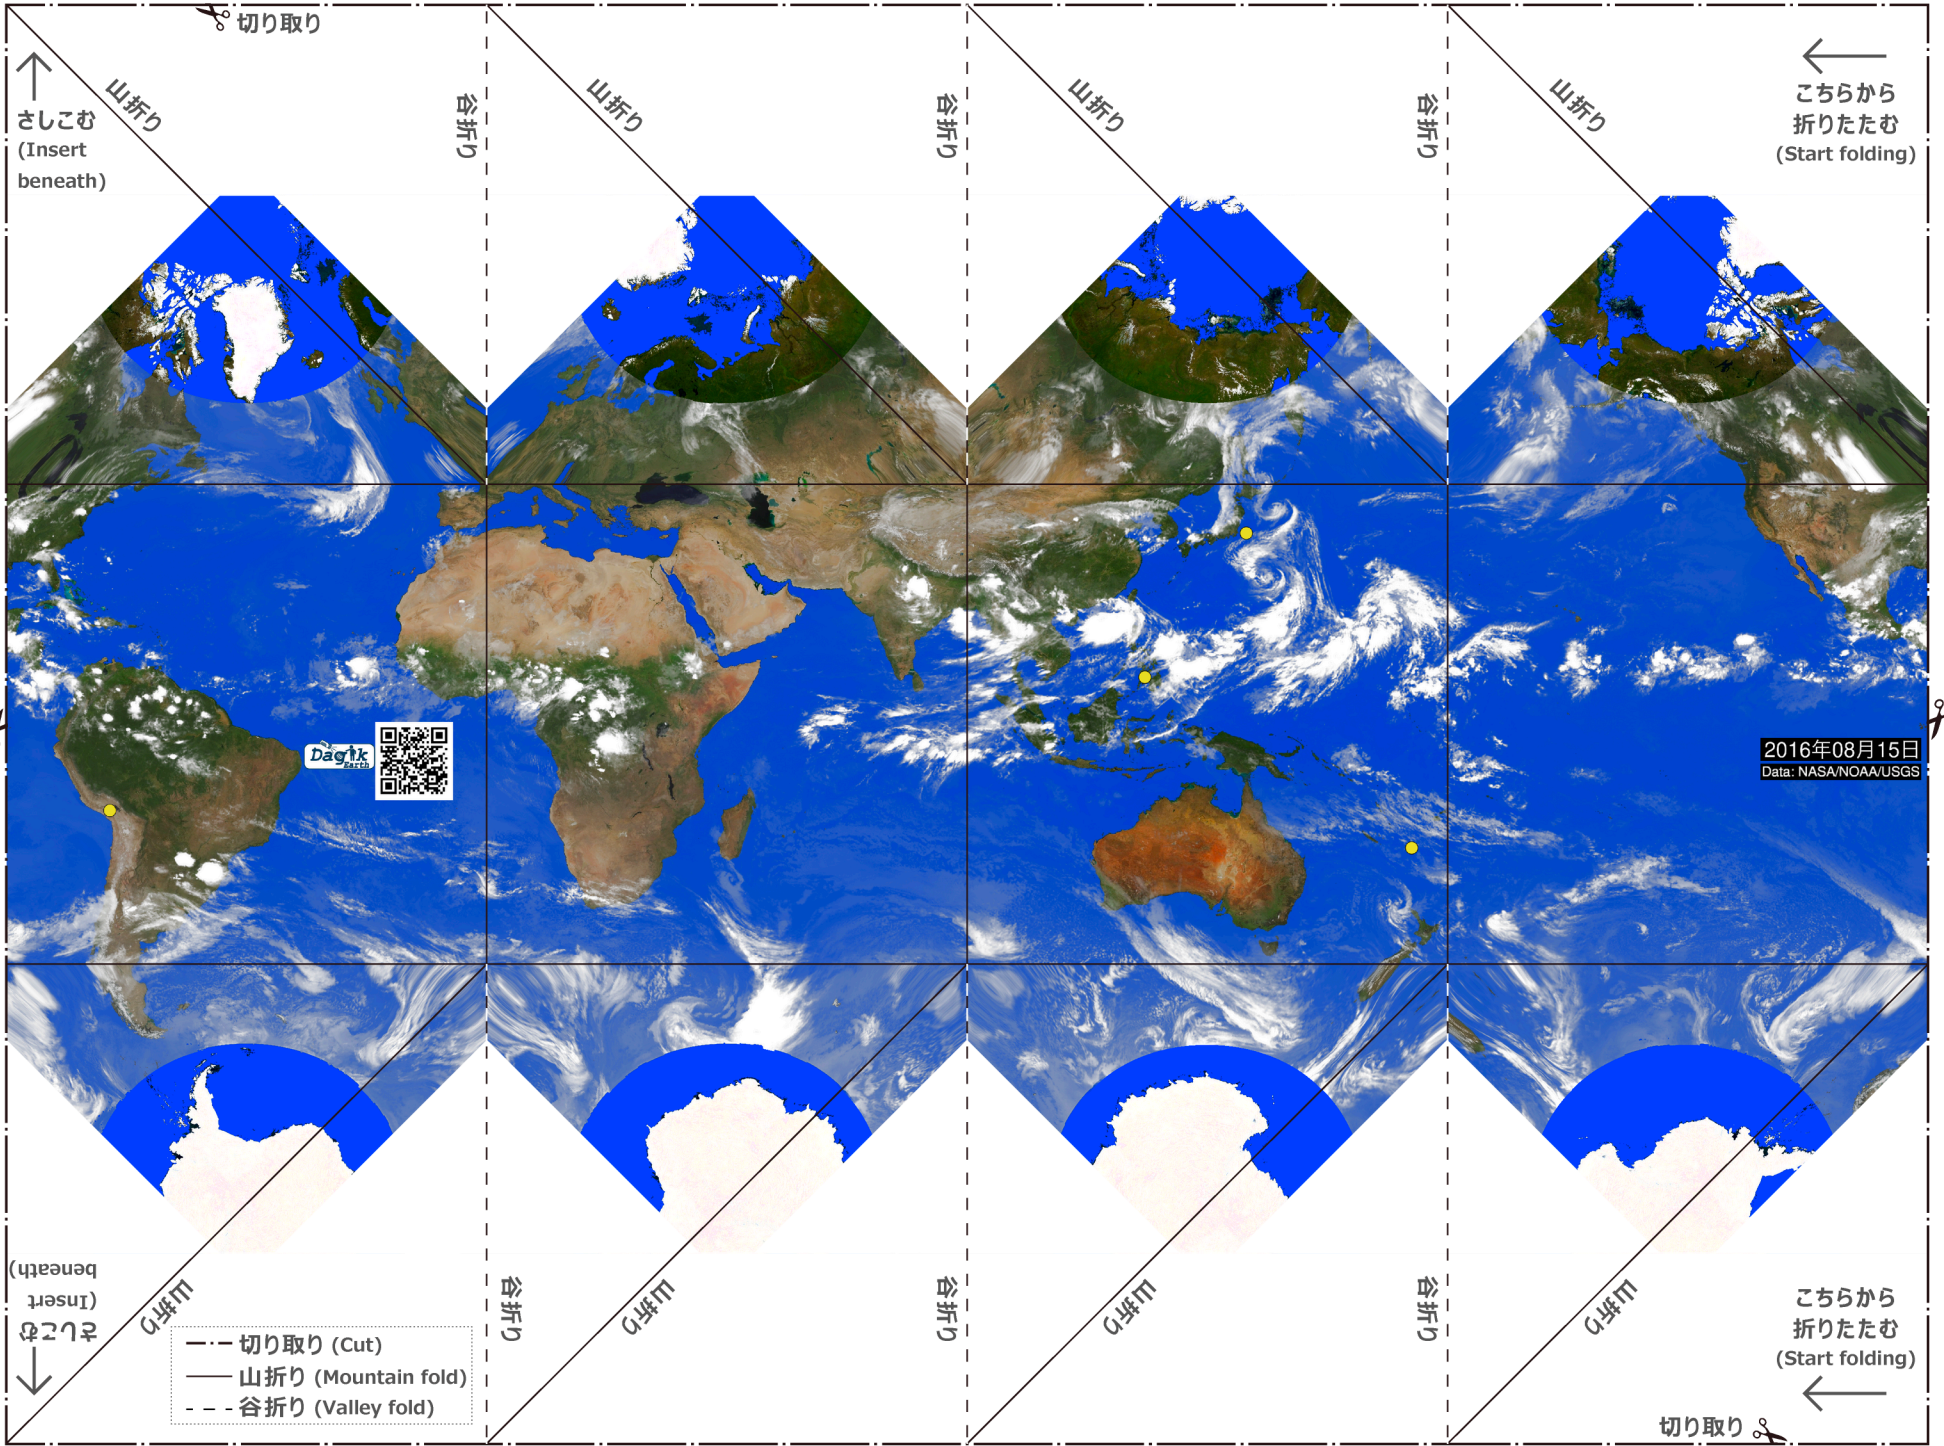 切り取り
さしこむ
(Insert
beneath)
山折り
谷折り
山折り
谷折り
山折り
谷折り
山折り
こちらから
折りたたむ
(Start folding)
Dagik
Earth
2016年08月15日
Data: NASA/NOAA/USGS
さしこむ
(Insert
beneath)
山折り
谷折り
山折り
谷折り
山折り
谷折り
山折り
こちらから
折りたたむ
(Start folding)
切り取り (Cut)
山折り (Mountain fold)
谷折り (Valley fold)
切り取り